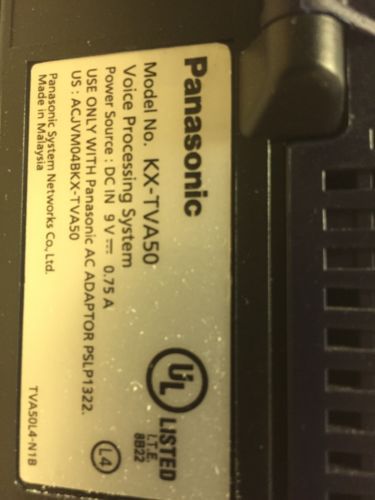 Panasonic
Model No. KX-TVA50
Voice Processing System
Power Source : DC IN 9 V ⎓ 0.75 A
USE ONLY WITH Panasonic AC ADAPTOR PSLP1322.
US : ACJVM04BKX-TVA50
Panasonic System Networks Co., Ltd.
Made in Malaysia
UL
LISTED
I.T.E.
8B22
L4
TVA50L4-N1B